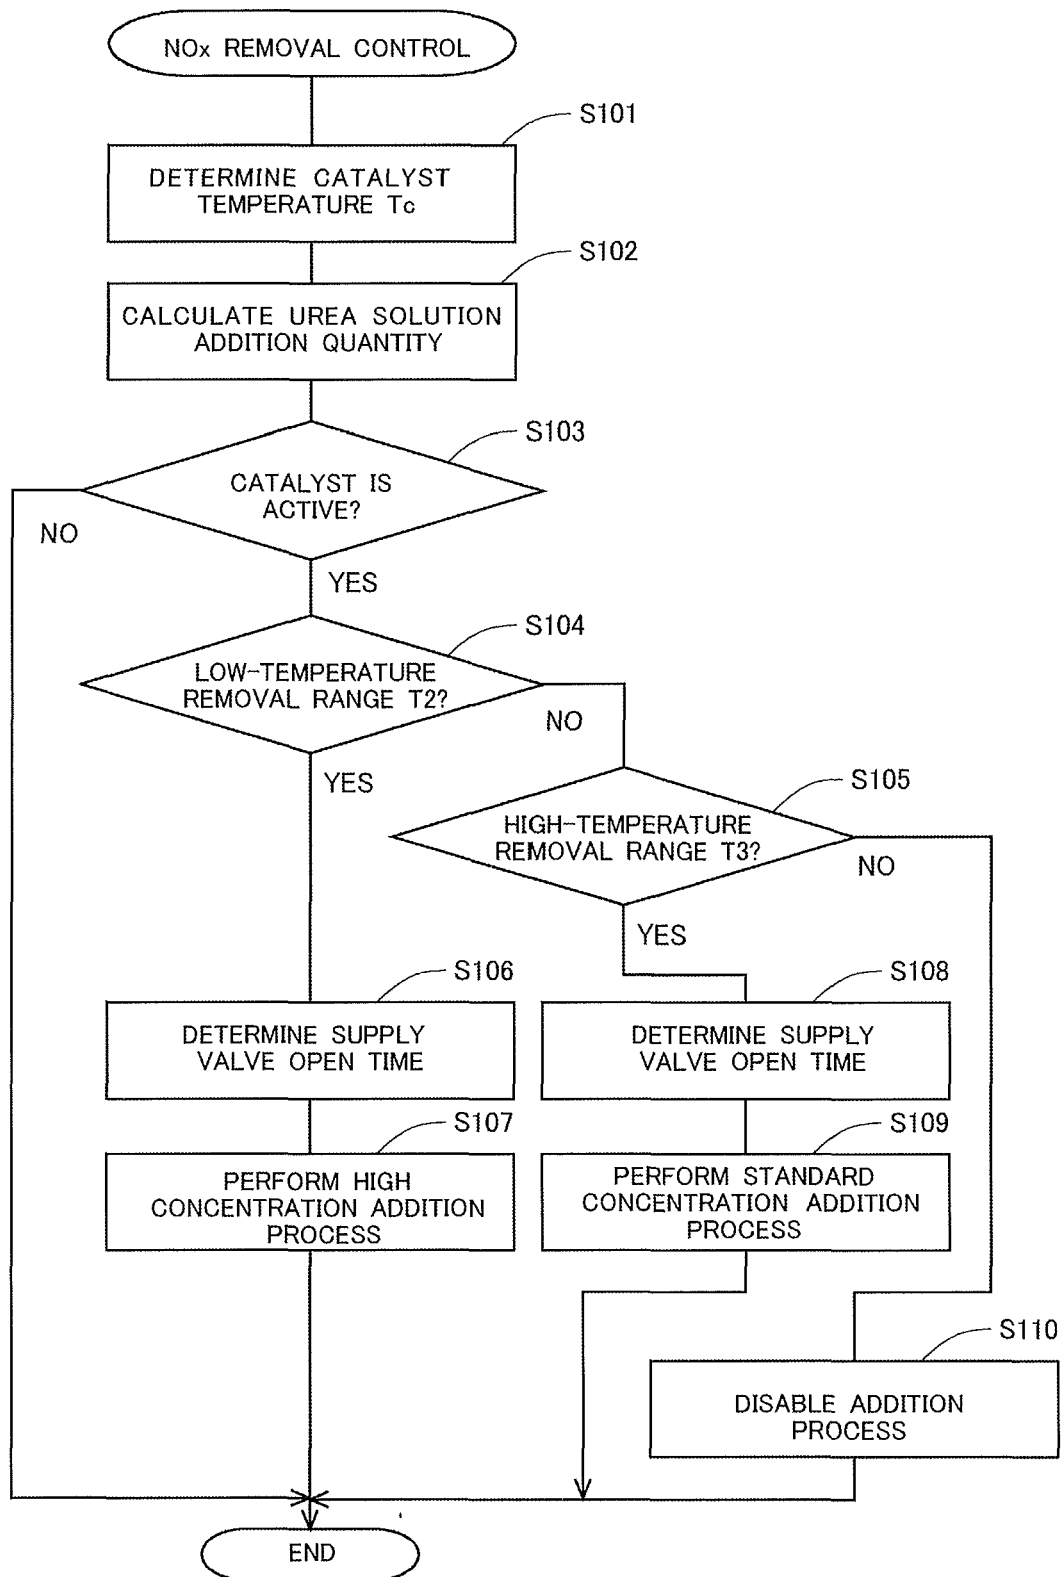 NOx REMOVAL CONTROL
S101
DETERMINE CATALYST
TEMPERATURE Tc
S102
CALCULATE UREA SOLUTION
ADDITION QUANTITY
S103
CATALYST IS
ACTIVE?
NO
YES
S104
LOW-TEMPERATURE
REMOVAL RANGE T2?
NO
YES
S105
HIGH-TEMPERATURE
REMOVAL RANGE T3?
NO
YES
S106
DETERMINE SUPPLY
VALVE OPEN TIME
S108
DETERMINE SUPPLY
VALVE OPEN TIME
S107
PERFORM HIGH
CONCENTRATION ADDITION
PROCESS
S109
PERFORM STANDARD
CONCENTRATION ADDITION
PROCESS
S110
DISABLE ADDITION
PROCESS
END